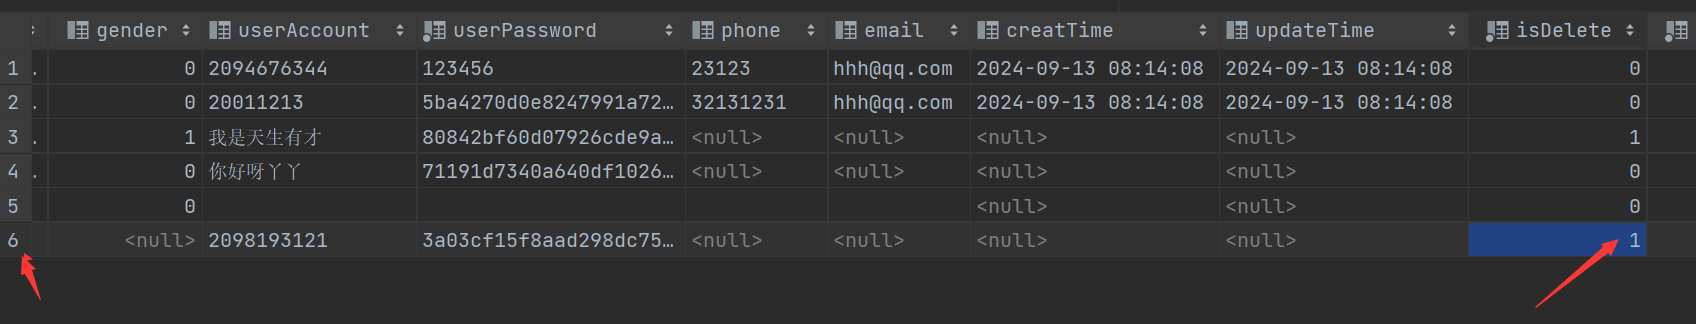 gender userAccount userPassword phone email creatTime updateTime isDelete
1 . 0 2094676344 123456 23123 hhh@qq.com 2024-09-13 08:14:08 2024-09-13 08:14:08 0
2 . 0 20011213 5ba4270d0e8247991a72… 32131231 hhh@qq.com 2024-09-13 08:14:08 2024-09-13 08:14:08 0
3 . 1 我是天生有才 80842bf60d07926cde9a… <null> <null> <null> <null> 1
4 . 0 你好呀丫丫 71191d7340a640df1026… <null> <null> <null> <null> 0
5 0 <null> <null> 0
6 <null> 2098193121 3a03cf15f8aad298dc75… <null> <null> <null> <null> 1